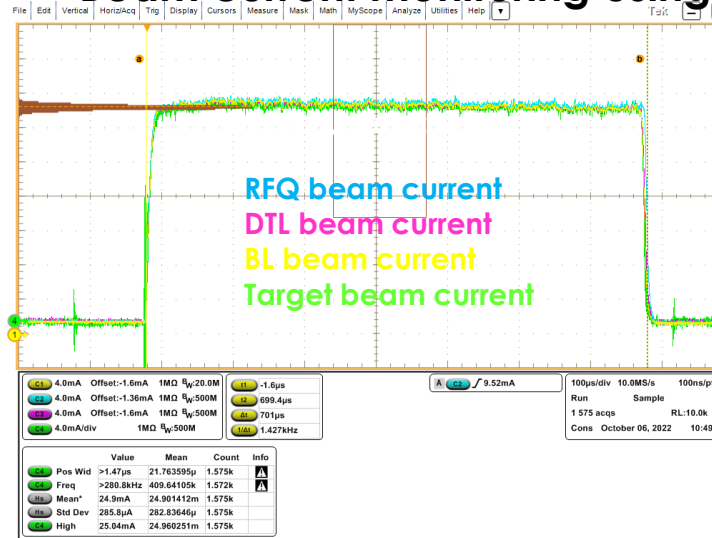 Beam current monitoring using
File Edit Vertical Horiz/Acq Trig Display Cursors Measure Mask Math MyScope Analyze Utilities Help Tek
a b
RFQ beam current
DTL beam current
BL beam current
Target beam current
4
1
C1 4.0mA Offset:-1.6mA 1MΩ BW:20.0M
C2 4.0mA Offset:-1.36mA 1MΩ BW:500M
C3 4.0mA Offset:-1.6mA 1MΩ BW:500M
C4 4.0mA/div 1MΩ BW:500M
t1 -1.6µs
t2 699.4µs
Δt 701µs
1/Δt 1.427kHz
A C2 9.52mA
100µs/div 10.0MS/s 100ns/pt
Run Sample
1 575 acqs RL:10.0k
Cons October 06, 2022 10:49
Value Mean Count Info
C4 Pos Wid >1.47µs 21.763595µ 1.575k
C4 Freq >280.8kHz 409.64105k 1.572k
Hs Mean* 24.9mA 24.901412m 1.575k
Hs Std Dev 285.8µA 282.83646µ 1.575k
C4 High 25.04mA 24.960251m 1.575k